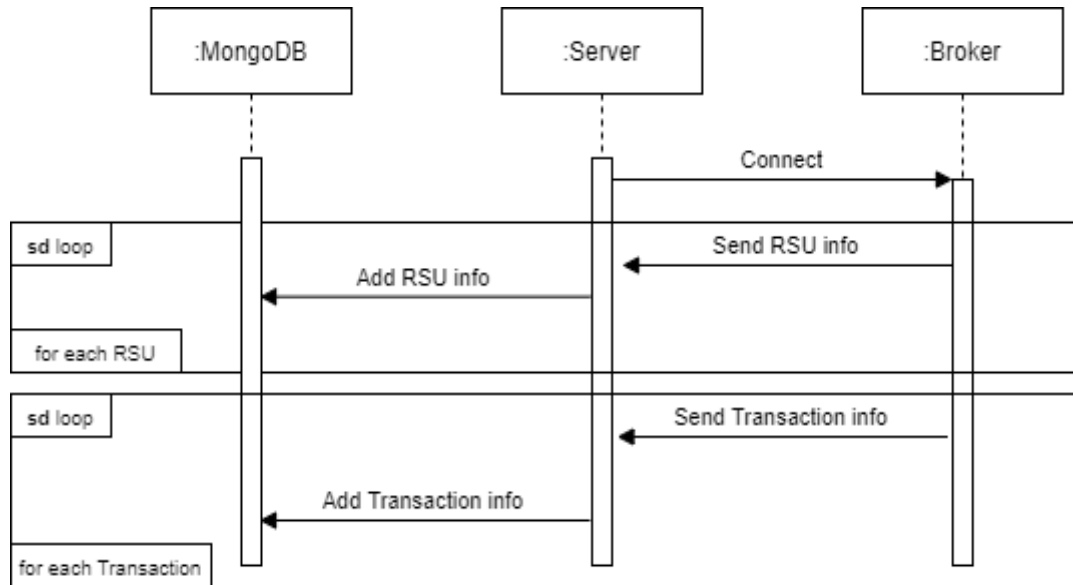 :MongoDB
:Server
:Broker
Connect
sd loop
Send RSU info
Add RSU info
for each RSU
sd loop
Send Transaction info
Add Transaction info
for each Transaction